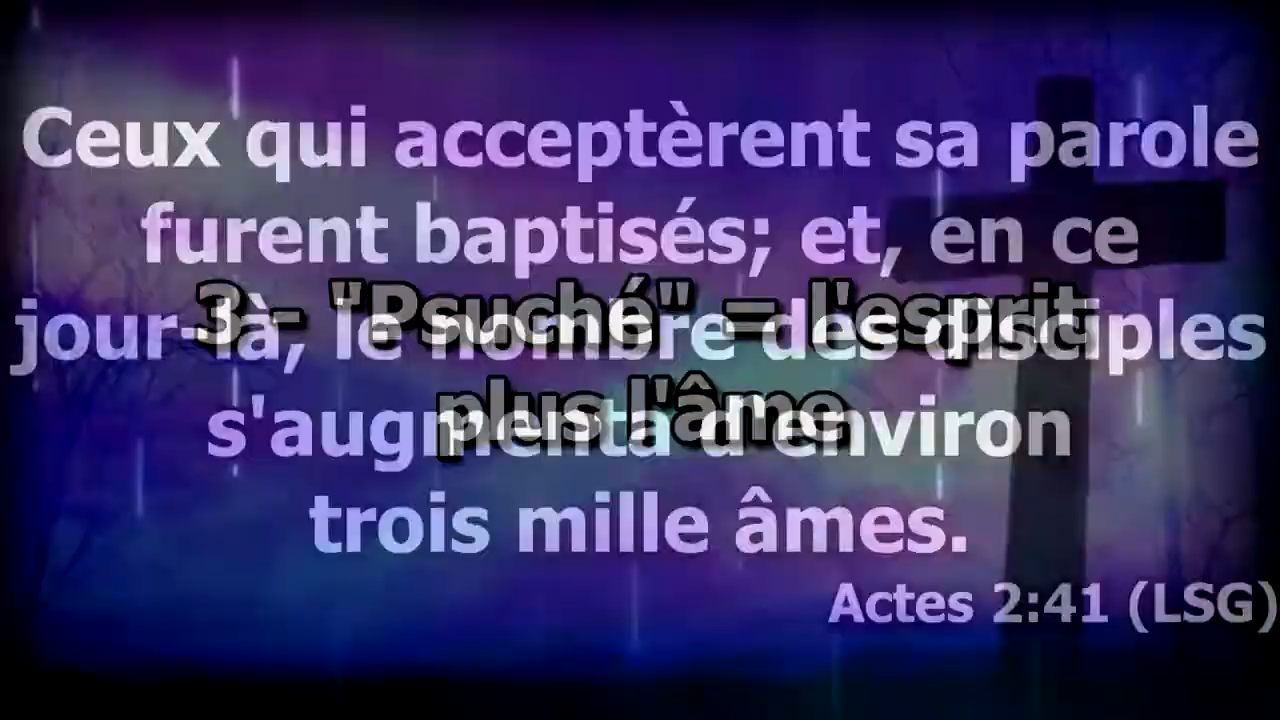 Ceux qui acceptèrent sa parole
furent baptisés; et, en ce
3 - "Psuché" = l'esprit
jour-là, le nombre des disciples
plus l'âme
s'augmenta d'environ
trois mille âmes.
Actes 2:41 (LSG)